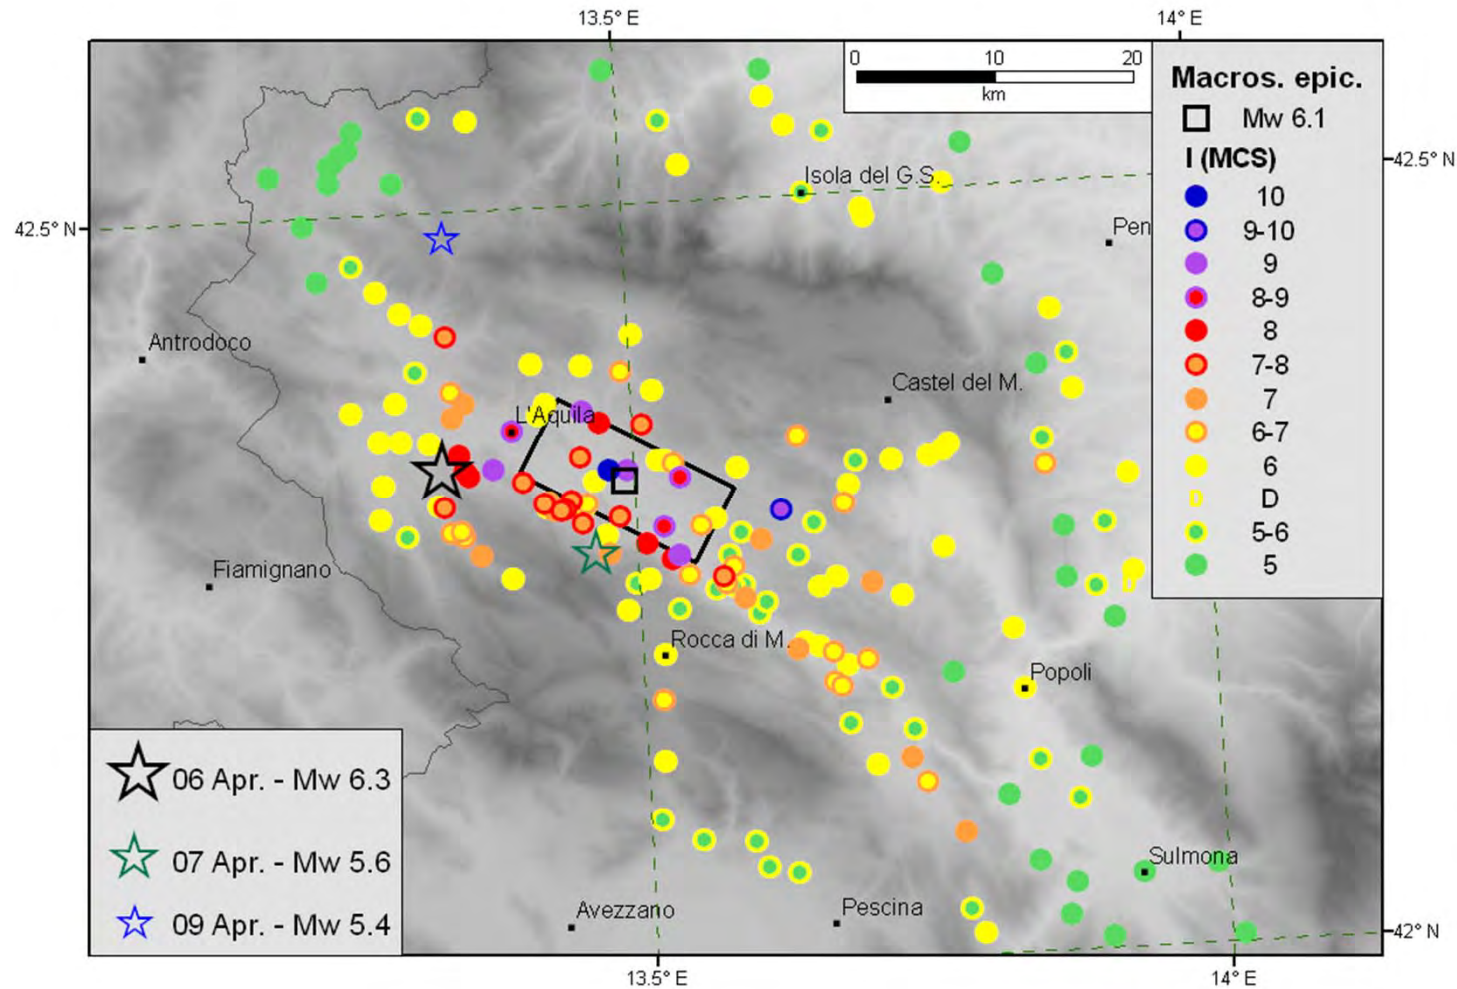 13.5° E
14° E
0 10 20
km
Macros. epic.
Mw 6.1
I (MCS)
10
9-10
9
8-9
8
7-8
7
6-7
6
D D
5-6
5
42.5° N
Isola del G.S.
42.5° N
Pen
Antrodoco
Castel del M.
L'Aquila
Fiamignano
D
Rocca di M.
Popoli
06 Apr. - Mw 6.3
07 Apr. - Mw 5.6
09 Apr. - Mw 5.4
Sulmona
Avezzano
Pescina
42° N
13.5° E
14° E